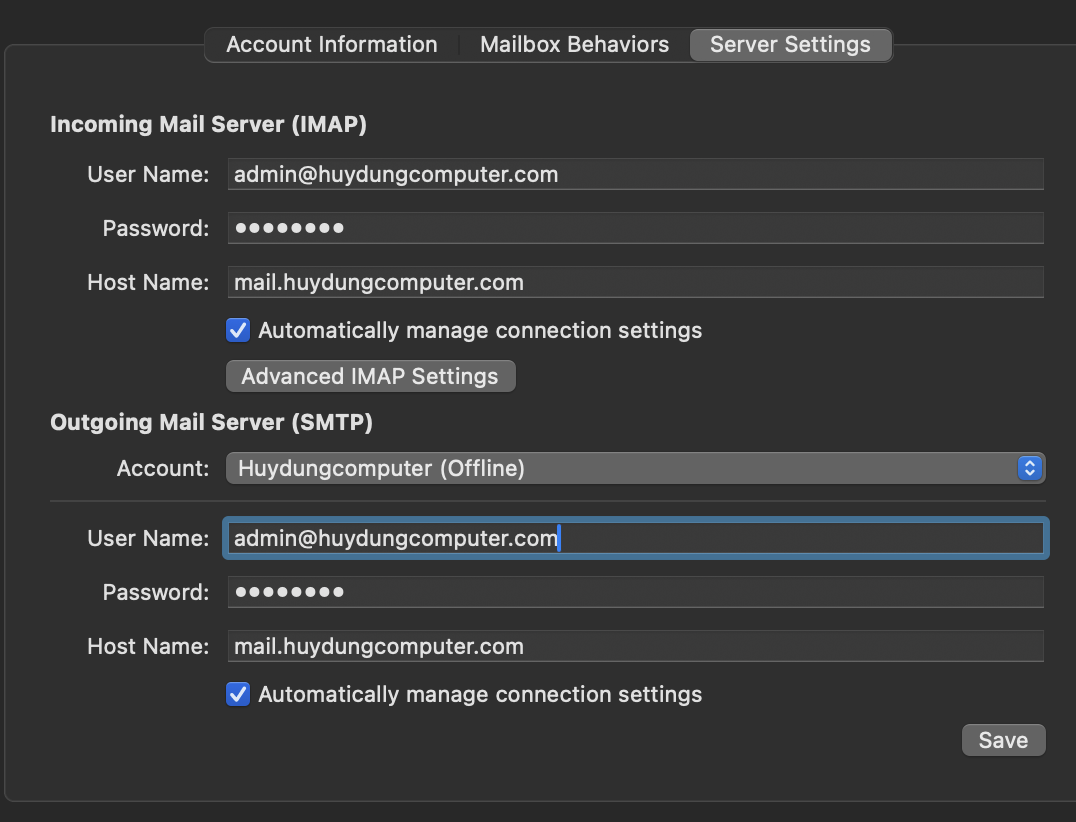 Account Information
Mailbox Behaviors
Server Settings
Incoming Mail Server (IMAP)
User Name: admin@huydungcomputer.com
Password: ••••••••
Host Name: mail.huydungcomputer.com
Automatically manage connection settings
Advanced IMAP Settings
Outgoing Mail Server (SMTP)
Account: Huydungcomputer (Offline)
User Name: admin@huydungcomputer.com
Password: ••••••••
Host Name: mail.huydungcomputer.com
Automatically manage connection settings
Save